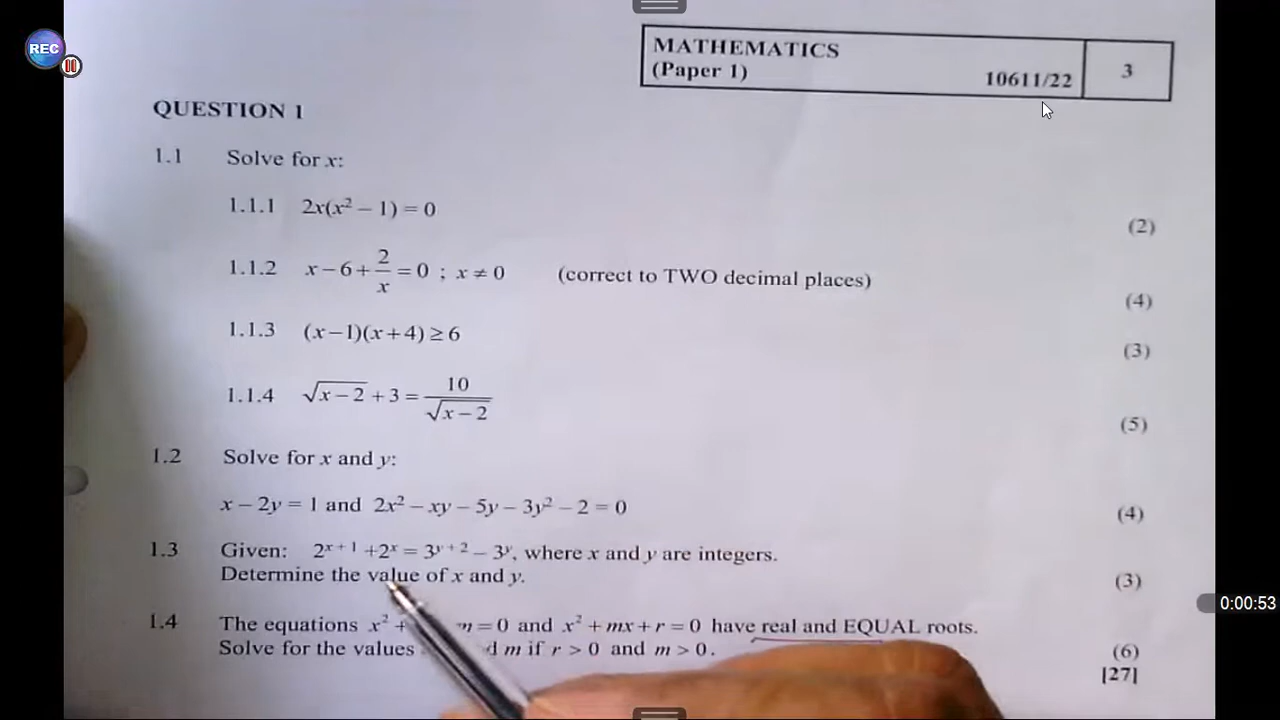 REC
MATHEMATICS
(Paper 1)
10611/22
3
QUESTION 1
1.1 Solve for x:
1.1.1 2x(x² – 1) = 0
(2)
1.1.2 x – 6 + 2/x = 0 ; x ≠ 0 (correct to TWO decimal places)
(4)
1.1.3 (x – 1)(x + 4) ≥ 6
(3)
1.1.4 √(x – 2) + 3 = 10/√(x – 2)
(5)
1.2 Solve for x and y:
x – 2y = 1 and 2x² – xy – 5y – 3y² – 2 = 0
(4)
1.3 Given: 2ˣ⁺¹ + 2ˣ = 3ʸ⁺² – 3ʸ, where x and y are integers.
Determine the value of x and y.
(3)
0:00:53
1.4 The equations x² + m = 0 and x² + mx + r = 0 have real and EQUAL roots.
Solve for the values m if r > 0 and m > 0.
(6)
[27]